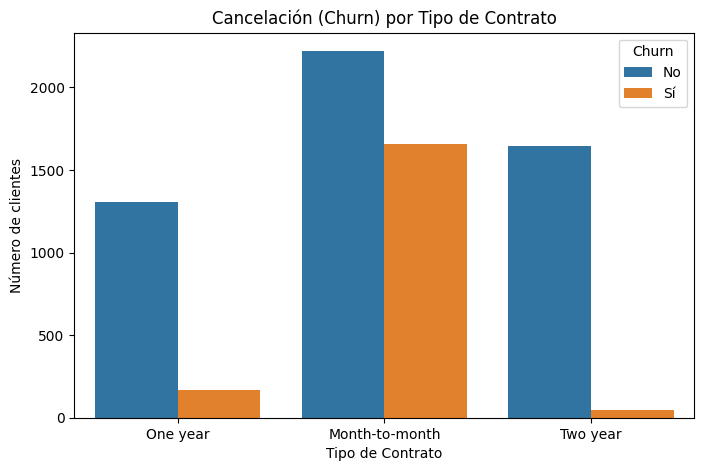 Cancelación (Churn) por Tipo de Contrato
Churn
No
Sí
Número de clientes
2000
1500
1000
500
0
One year
Month-to-month
Two year
Tipo de Contrato